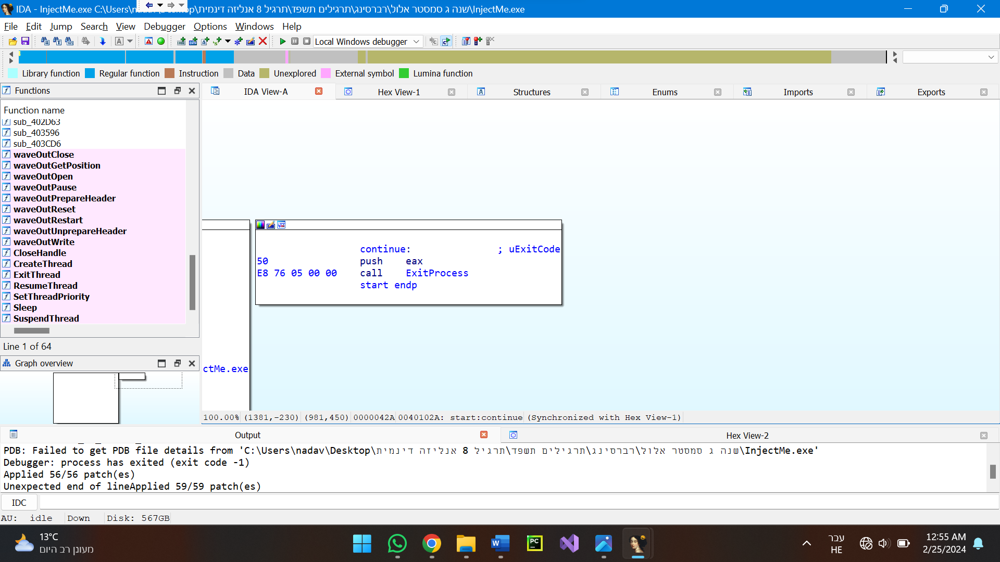 IDA - InjectMe.exe C:\Users\nadav\Desktop\שנה ג סמסטר אלול\רברסינג\תרגילים תשפד\תרגיל 8 אנליזה דינמית\InjectMe.exe
File Edit Jump Search View Debugger Options Windows Help
Local Windows debugger
Library function Regular function Instruction Data Unexplored External symbol Lumina function
Functions
IDA View-A
Hex View-1
Structures
Enums
Imports
Exports
Function name
sub_402D63
sub_403596
sub_403CD6
waveOutClose
waveOutGetPosition
waveOutOpen
waveOutPause
waveOutPrepareHeader
waveOutReset
waveOutRestart
waveOutUnprepareHeader
waveOutWrite
CloseHandle
CreateThread
ExitThread
ResumeThread
SetThreadPriority
Sleep
SuspendThread
Line 1 of 64
Graph overview
continue: ; uExitCode
50 push eax
E8 76 05 00 00 call ExitProcess
start endp
ctMe.exe
100.00% (1381,-230) (981,450) 0000042A 0040102A: start:continue (Synchronized with Hex View-1)
Output
Hex View-2
PDB: Failed to get PDB file details from 'C:\Users\nadav\Desktop\שנה ג סמסטר אלול\רברסינג\תרגילים תשפד\תרגיל 8 אנליזה דינמית\InjectMe.exe'
Debugger: process has exited (exit code -1)
Applied 56/56 patch(es)
Unexpected end of lineApplied 59/59 patch(es)
IDC
AU: idle Down Disk: 567GB
13°C
מעונן רב היום
עבר
HE
12:55 AM
2/25/2024